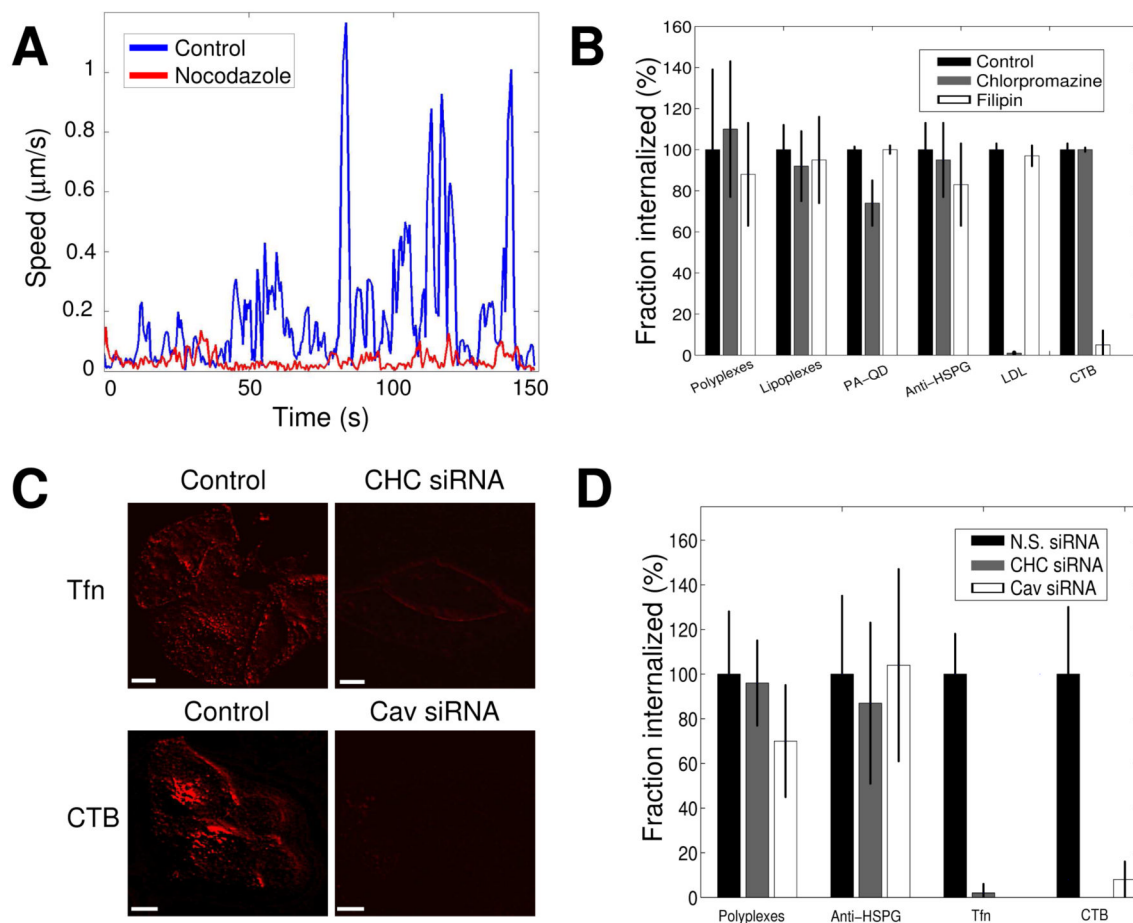 A
Control
Nocodazole
1
0.8
0.6
0.4
0.2
0
Speed (μm/s)
0 50 100 150
Time (s)
B
160
140
120
100
80
60
40
20
0
Fraction internalized (%)
Control
Chlorpromazine
Filipin
Polyplexes Lipoplexes PA-QD Anti-HSPG LDL CTB
C
Control CHC siRNA
Tfn
Control Cav siRNA
CTB
D
160
140
120
100
80
60
40
20
0
Fraction internalized (%)
N.S. siRNA
CHC siRNA
Cav siRNA
Polyplexes Anti-HSPG Tfn CTB